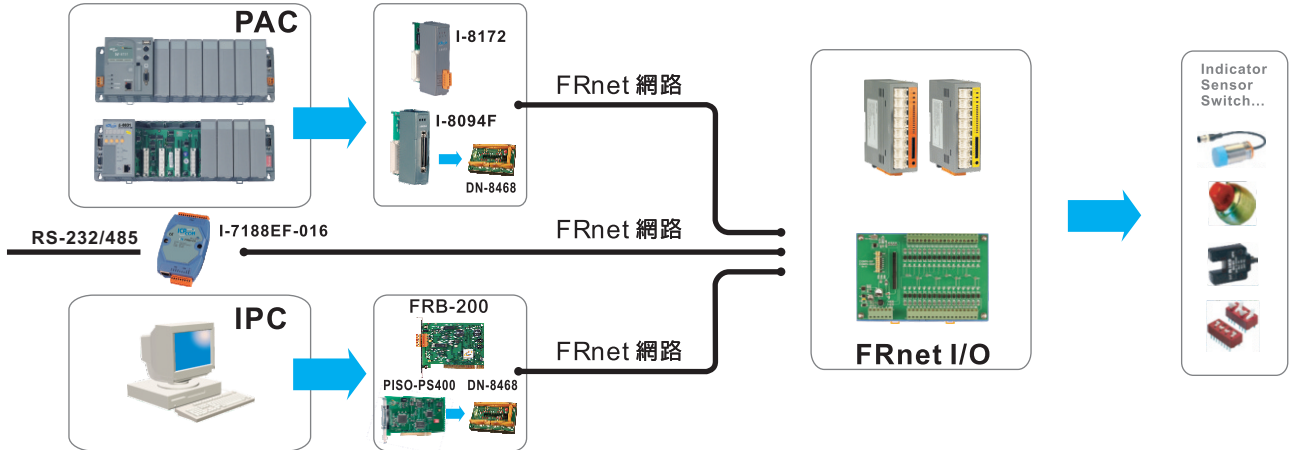 PAC
I-8172
I-8094F
DN-8468
FRnet 網路
RS-232/485
I-7188EF-016
FRnet 網路
IPC
FRB-200
PISO-PS400
DN-8468
FRnet 網路
FRnet I/O
Indicator
Sensor
Switch...